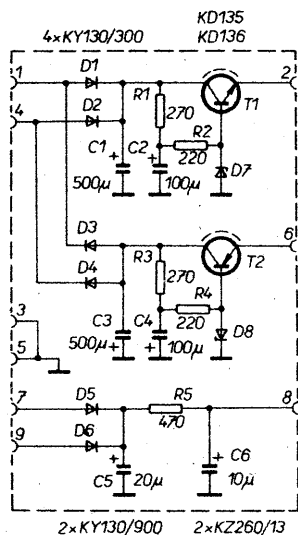 KD135
4×KY130/300 KD136
1 D1 2
R1
270 T1
4 D2 R2
C1 C2 220 D7
500μ 100μ
D3 6
D4 R3
270 T2
R4
3 C3 C4 220 D8
500μ 100μ
5
7 D5 R5 8
470
9 D6
C5 20μ C6 10μ
2×KY130/900 2×KZ260/13